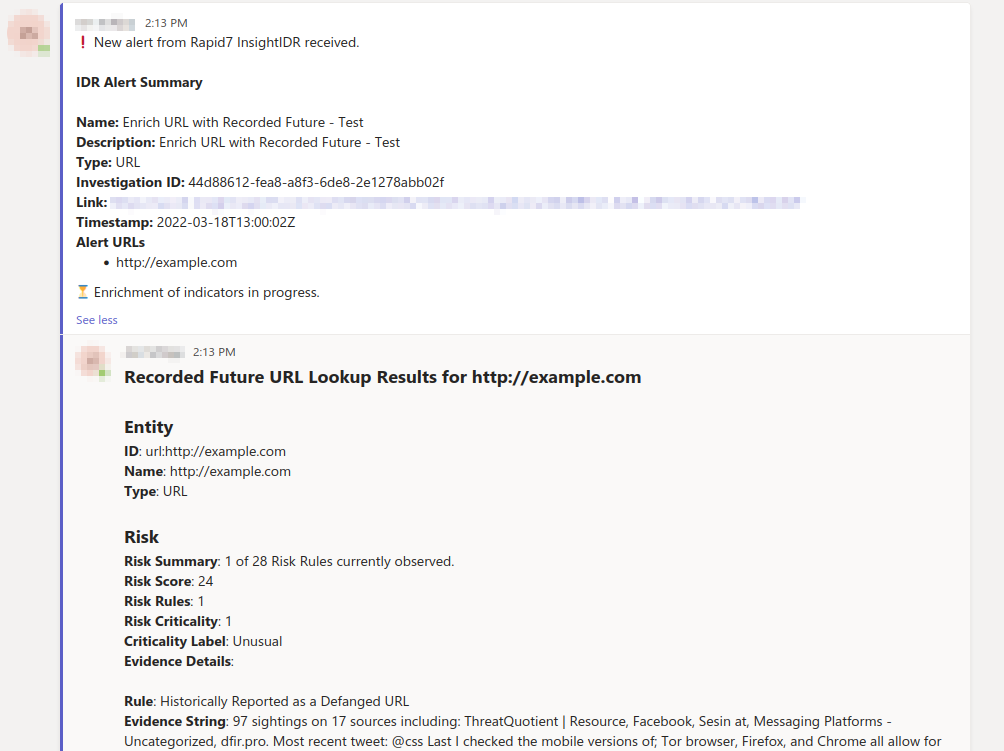 2:13 PM
❗ New alert from Rapid7 InsightIDR received.
IDR Alert Summary
Name: Enrich URL with Recorded Future - Test
Description: Enrich URL with Recorded Future - Test
Type: URL
Investigation ID: 44d88612-fea8-a8f3-6de8-2e1278abb02f
Link:
Timestamp: 2022-03-18T13:00:02Z
Alert URLs
• http://example.com
⏳ Enrichment of indicators in progress.
See less
2:13 PM
Recorded Future URL Lookup Results for http://example.com
Entity
ID: url:http://example.com
Name: http://example.com
Type: URL
Risk
Risk Summary: 1 of 28 Risk Rules currently observed.
Risk Score: 24
Risk Rules: 1
Risk Criticality: 1
Criticality Label: Unusual
Evidence Details:
Rule: Historically Reported as a Defanged URL
Evidence String: 97 sightings on 17 sources including: ThreatQuotient | Resource, Facebook, Sesin at, Messaging Platforms -
Uncategorized, dfir.pro. Most recent tweet: @css Last I checked the mobile versions of; Tor browser, Firefox, and Chrome all allow for